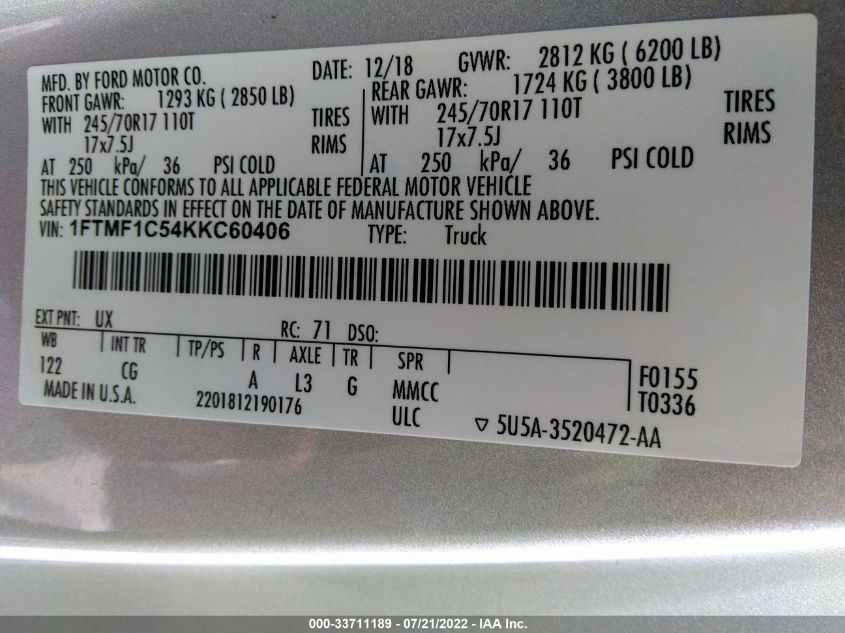 MFD. BY FORD MOTOR CO. DATE: 12/18 GVWR: 2812 KG ( 6200 LB)
FRONT GAWR: 1293 KG ( 2850 LB) REAR GAWR: 1724 KG ( 3800 LB)
WITH 245/70R17 110T TIRES WITH 245/70R17 110T TIRES
17x7.5J RIMS 17x7.5J RIMS
AT 250 kPa/ 36 PSI COLD AT 250 kPa/ 36 PSI COLD
THIS VEHICLE CONFORMS TO ALL APPLICABLE FEDERAL MOTOR VEHICLE
SAFETY STANDARDS IN EFFECT ON THE DATE OF MANUFACTURE SHOWN ABOVE.
VIN: 1FTMF1C54KKC60406 TYPE: Truck
EXT PNT: UX RC: 71 DSO:
WB INT TR TP/PS R AXLE TR SPR
122 CG A L3 G MMCC F0155
MADE IN U.S.A. 2201812190176 ULC T0336
▽ 5U5A-3520472-AA
000-33711189 - 07/21/2022 - IAA Inc.